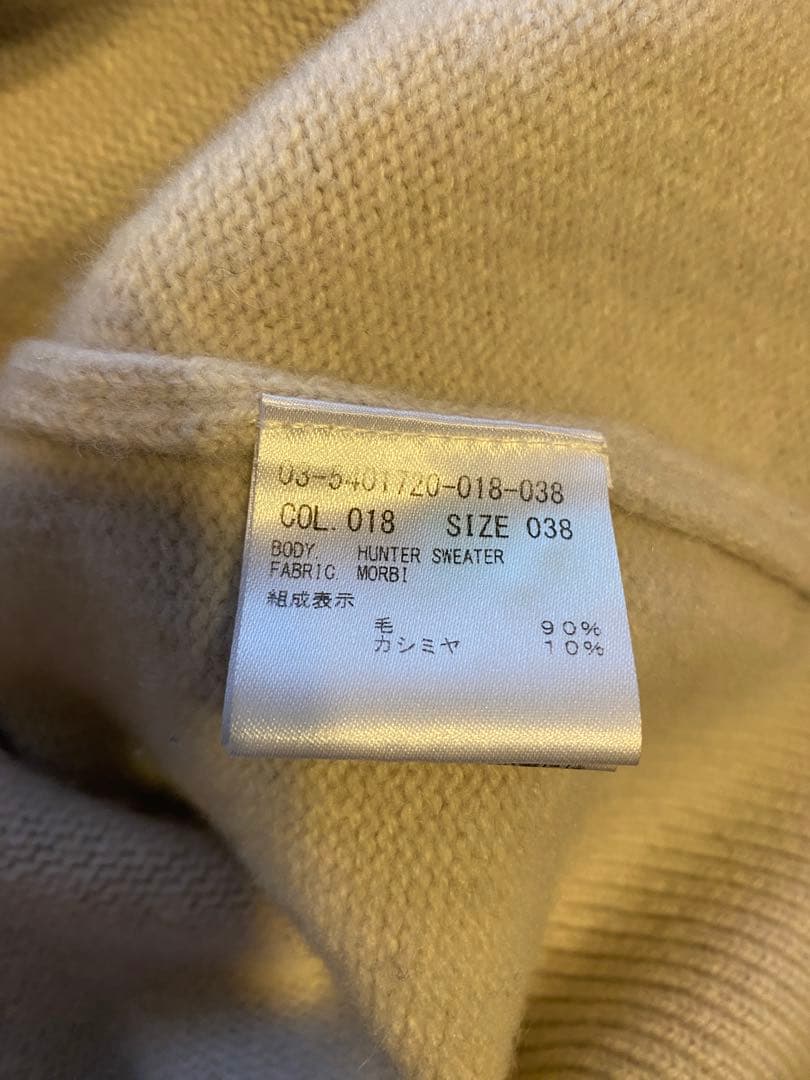 03-5401720-018-038
COL. 018 SIZE 038
BODY. HUNTER SWEATER
FABRIC. MORBI
組成表示
毛 90%
カシミヤ 10%